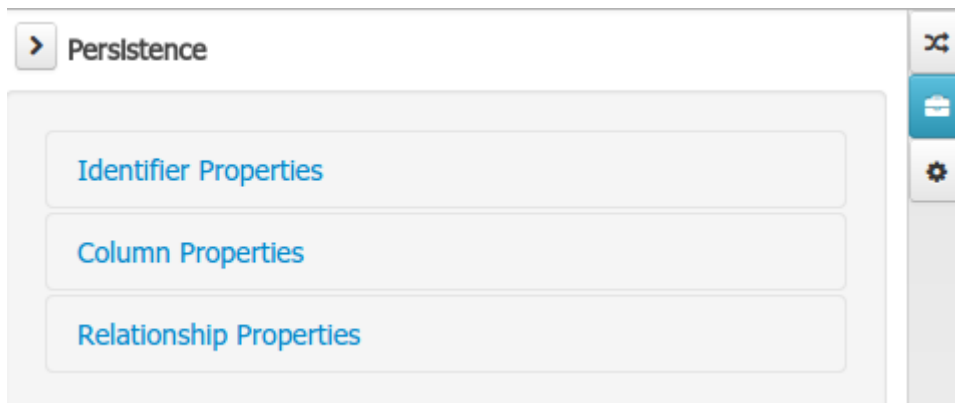 Persistence
Identifier Properties
Column Properties
Relationship Properties